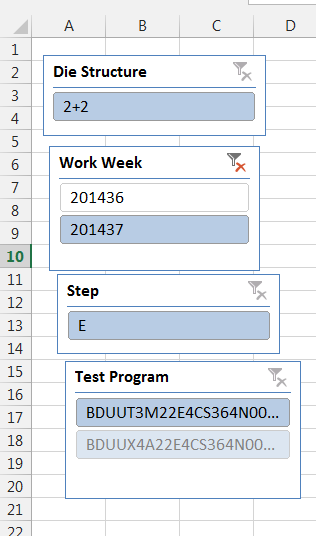 A B C D
1
2 Die Structure
3
4 2+2
5
6 Work Week
7
8 201436
9 201437
10
11
12 Step
13 E
14
15 Test Program
16
17 BDUUT3M22E4CS364N00...
18 BDUUX4A22E4CS364N00...
19
20
21
22